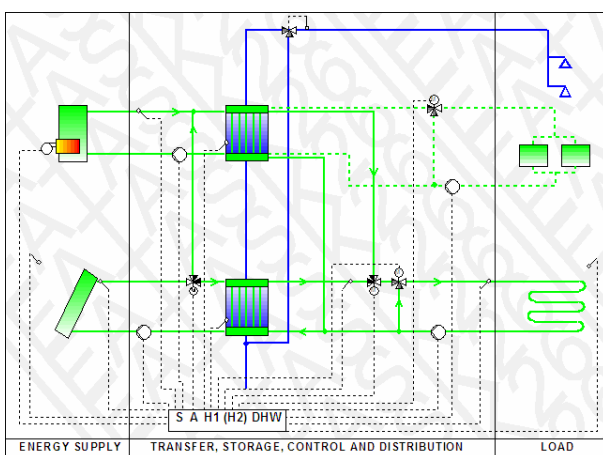 S A H1 (H2) DHW
ENERGY SUPPLY
TRANSFER, STORAGE, CONTROL AND DISTRIBUTION
LOAD